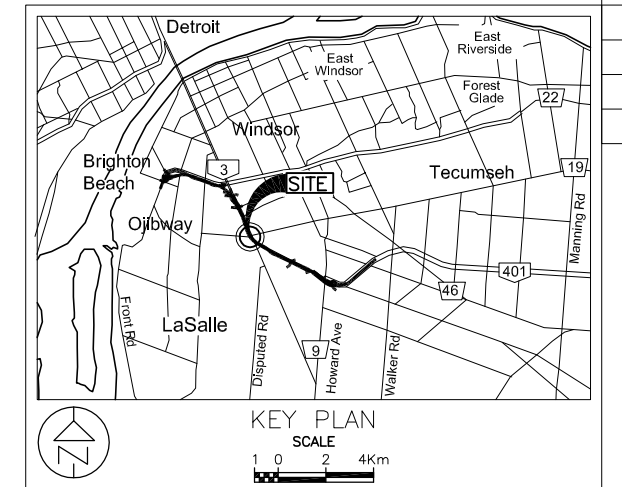 Detroit
East
Riverside
East
Windsor
Forest
Glade
22
Windsor
Brighton
Beach
3
SITE
Tecumseh
19
Manning Rd
Ojibway
401
46
Front Rd
LaSalle
Disputed Rd
9
Howard Ave
Walker Rd
N
KEY PLAN
SCALE
1 0 2 4Km